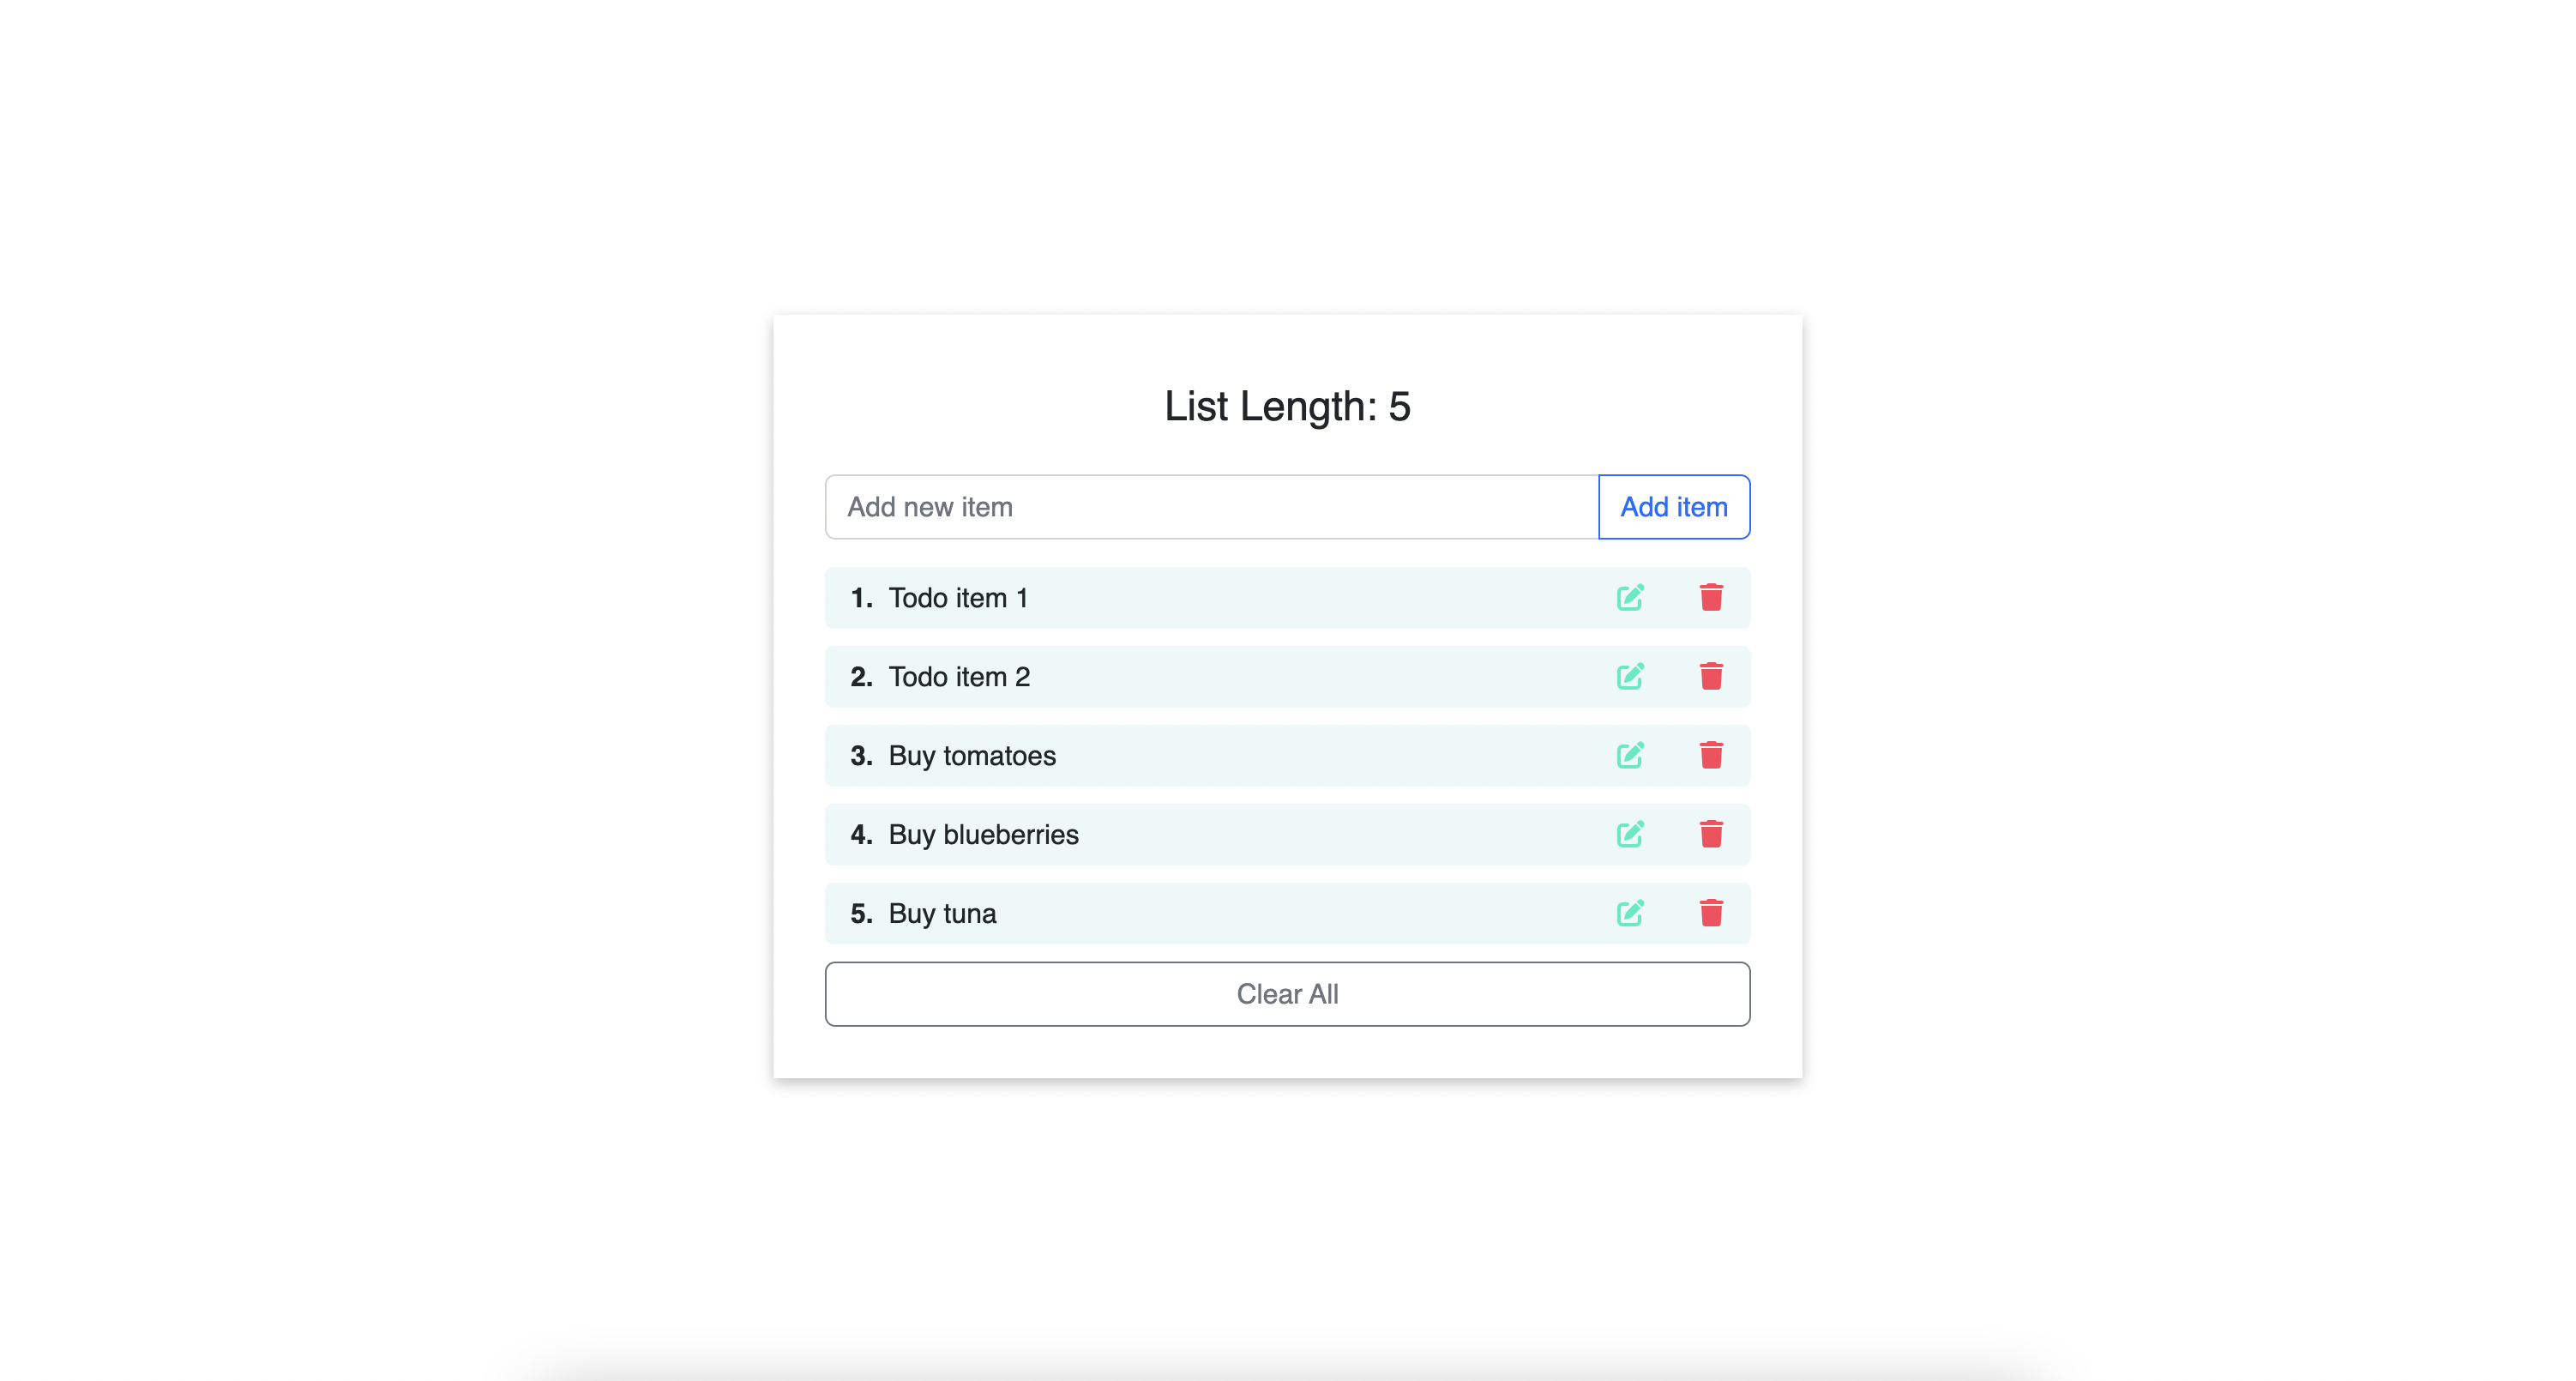 List Length: 5
Add new item
Add item
1. Todo item 1
2. Todo item 2
3. Buy tomatoes
4. Buy blueberries
5. Buy tuna
Clear All